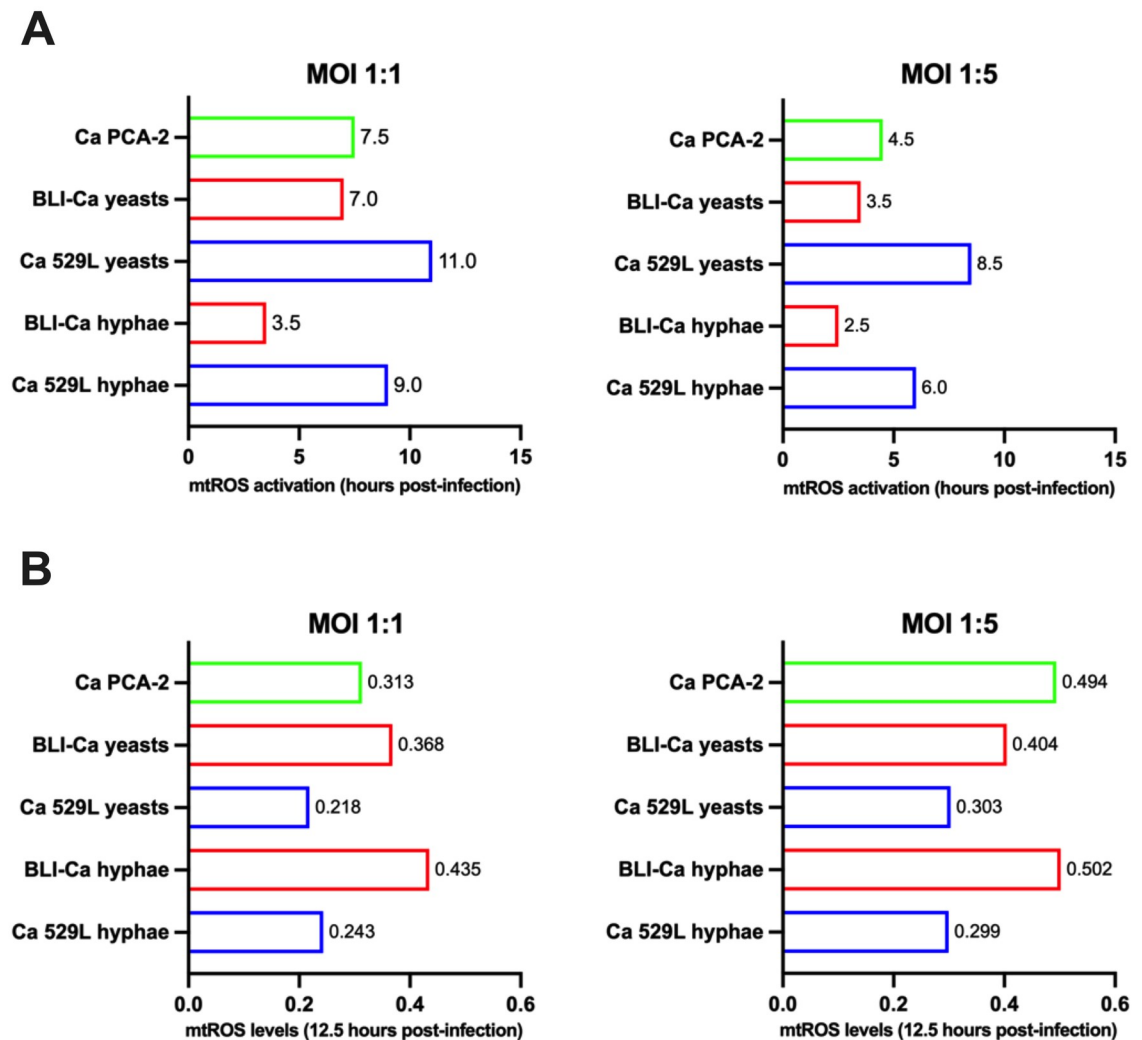 A
MOI 1:1
Ca PCA-2
7.5
BLI-Ca yeasts
7.0
Ca 529L yeasts
11.0
BLI-Ca hyphae
3.5
Ca 529L hyphae
9.0
0 5 10 15
mtROS activation (hours post-infection)
MOI 1:5
Ca PCA-2
4.5
BLI-Ca yeasts
3.5
Ca 529L yeasts
8.5
BLI-Ca hyphae
2.5
Ca 529L hyphae
6.0
0 5 10 15
mtROS activation (hours post-infection)
B
MOI 1:1
Ca PCA-2
0.313
BLI-Ca yeasts
0.368
Ca 529L yeasts
0.218
BLI-Ca hyphae
0.435
Ca 529L hyphae
0.243
0.0 0.2 0.4 0.6
mtROS levels (12.5 hours post-infection)
MOI 1:5
Ca PCA-2
0.494
BLI-Ca yeasts
0.404
Ca 529L yeasts
0.303
BLI-Ca hyphae
0.502
Ca 529L hyphae
0.299
0.0 0.2 0.4 0.6
mtROS levels (12.5 hours post-infection)